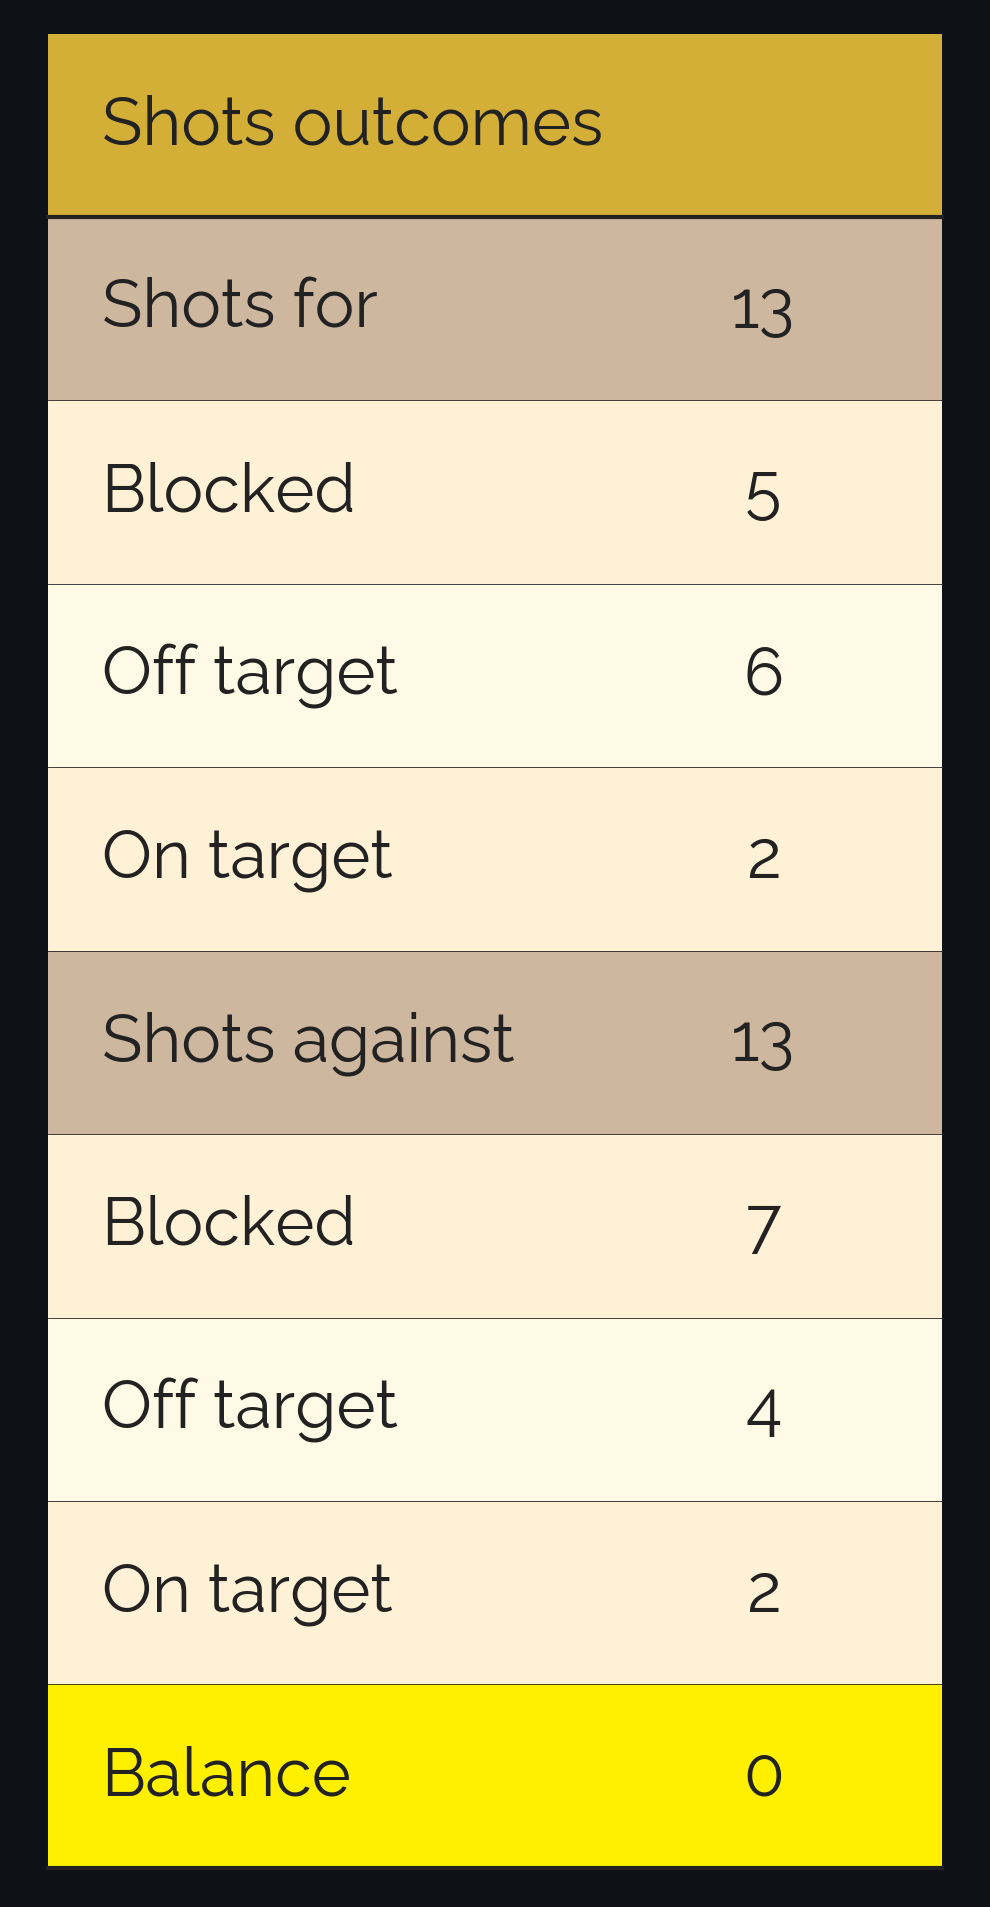 Shots outcomes
Shots for 13
Blocked 5
Off target 6
On target 2
Shots against 13
Blocked 7
Off target 4
On target 2
Balance 0